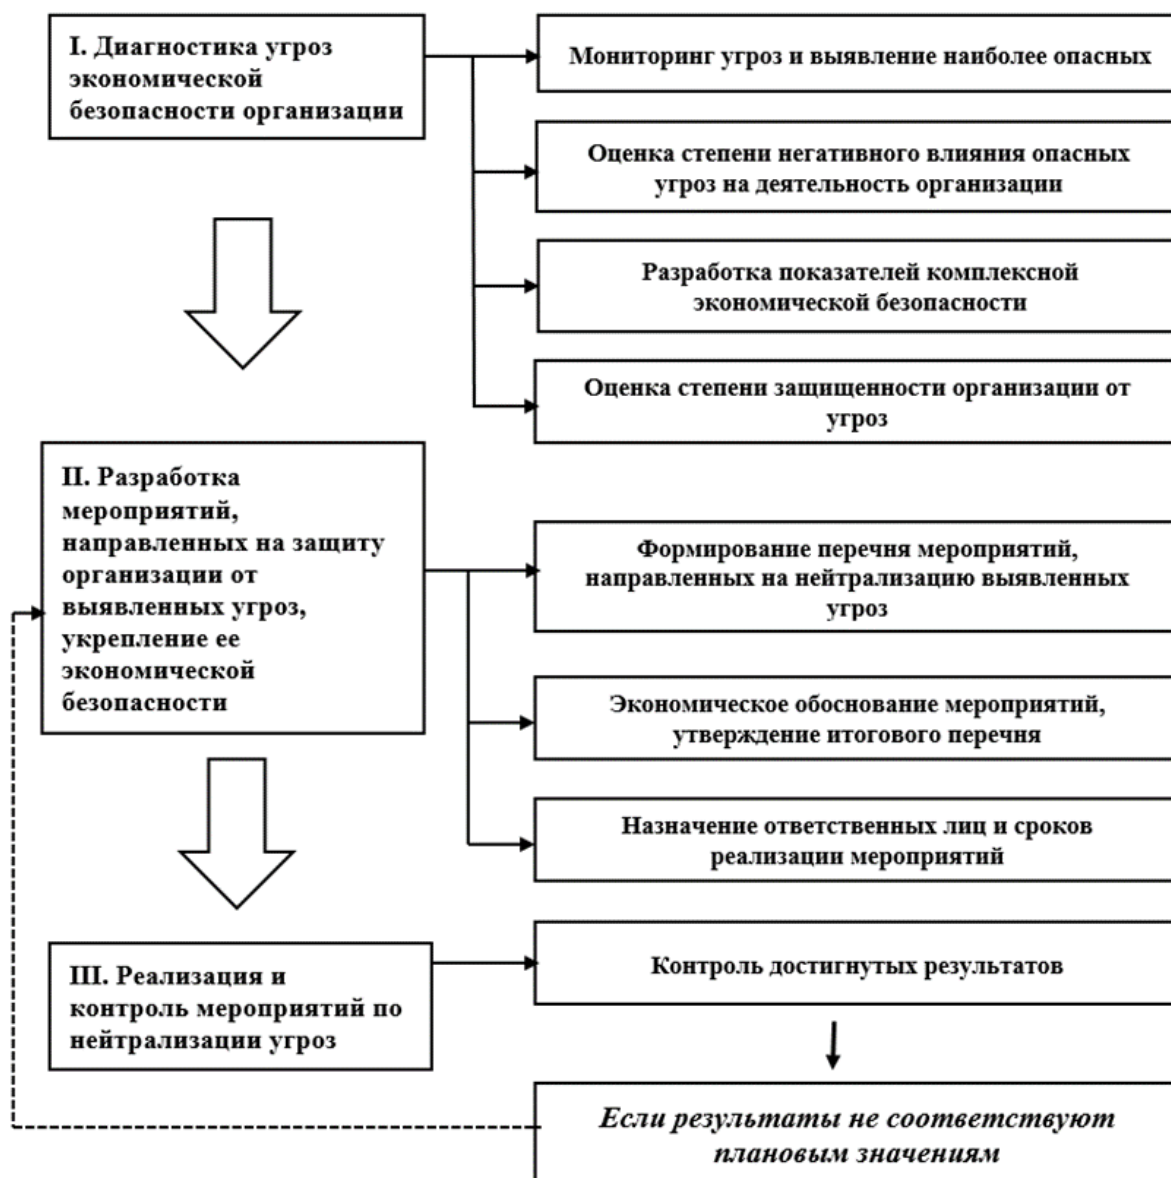 I. Диагностика угроз
экономической
безопасности организации
Мониторинг угроз и выявление наиболее опасных
Оценка степени негативного влияния опасных
угроз на деятельность организации
Разработка показателей комплексной
экономической безопасности
Оценка степени защищенности организации от
угроз
II. Разработка
мероприятий,
направленных на защиту
организации от
выявленных угроз,
укрепление ее
экономической
безопасности
Формирование перечня мероприятий,
направленных на нейтрализацию выявленных
угроз
Экономическое обоснование мероприятий,
утверждение итогового перечня
Назначение ответственных лиц и сроков
реализации мероприятий
III. Реализация и
контроль мероприятий по
нейтрализации угроз
Контроль достигнутых результатов
Если результаты не соответствуют
плановым значениям